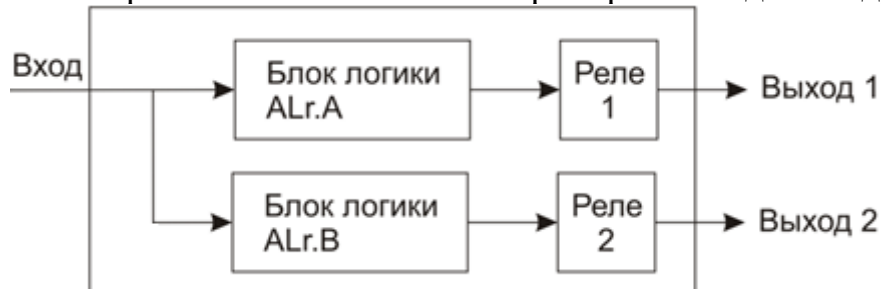 Вход
Блок логики
ALr.A
Реле
1
Выход 1
Блок логики
ALr.B
Реле
2
Выход 2